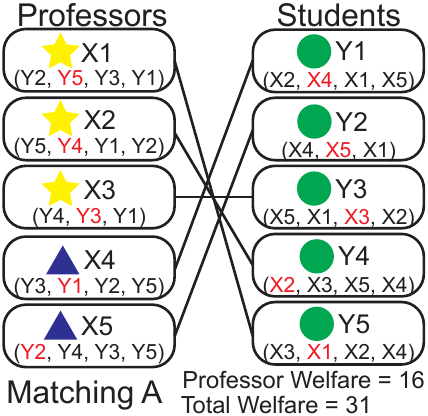 Professors
Students
X1
(Y2, Y5, Y3, Y1)
Y1
(X2, X4, X1, X5)
X2
(Y5, Y4, Y1, Y2)
Y2
(X4, X5, X1)
X3
(Y4, Y3, Y1)
Y3
(X5, X1, X3, X2)
X4
(Y3, Y1, Y2, Y5)
Y4
(X2, X3, X5, X4)
X5
(Y2, Y4, Y3, Y5)
Y5
(X3, X1, X2, X4)
Matching A
Professor Welfare = 16
Total Welfare = 31